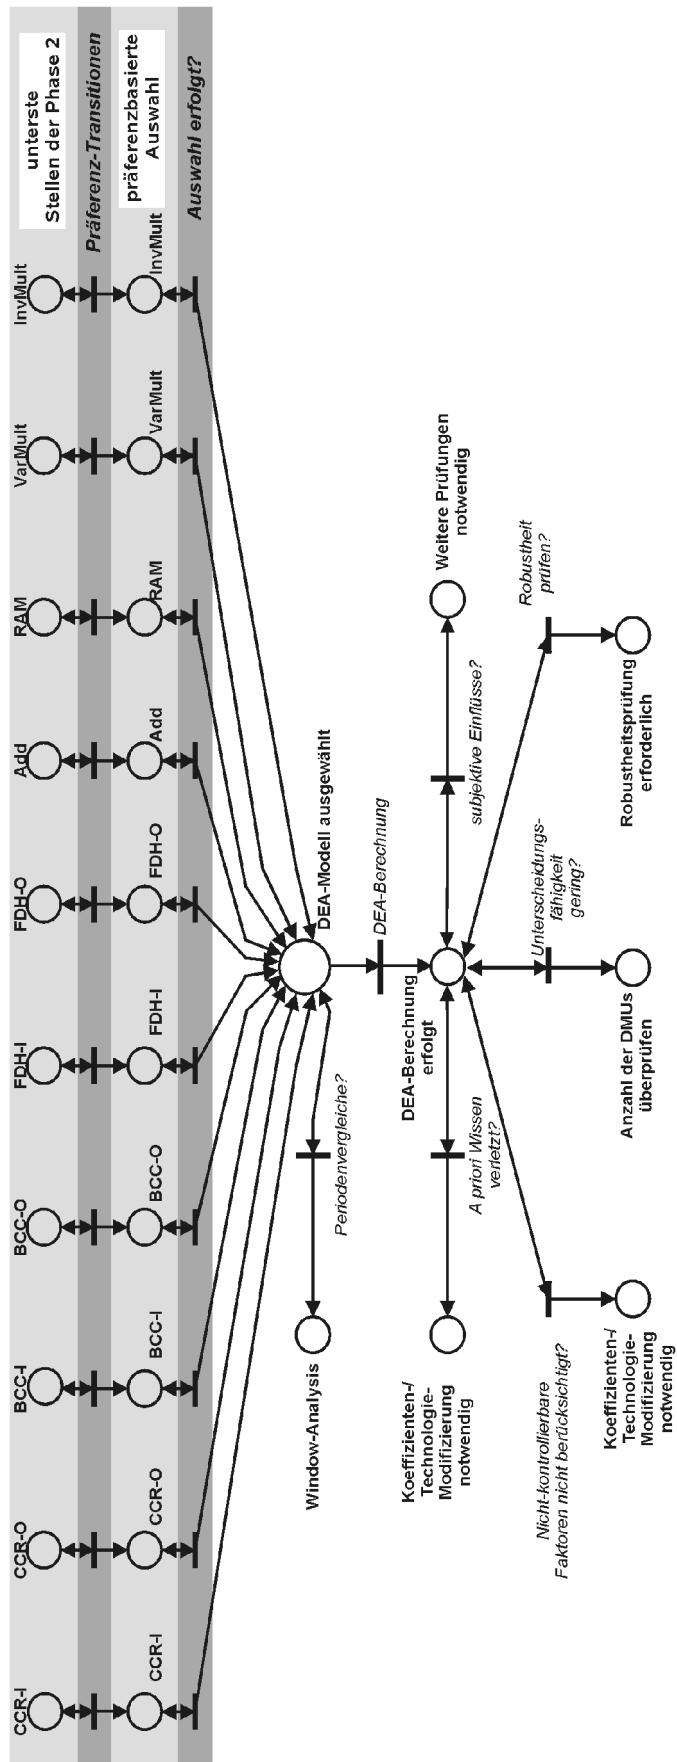 unterste
Stellen der Phase 2
Präferenz-Transitionen
präferenzbasierte
Auswahl
Auswahl erfolgt?
CCR-I
CCR-O
BCC-I
BCC-O
FDH-I
FDH-O
Add
RAM
VarMult
InvMult
CCR-I
CCR-O
BCC-I
BCC-O
FDH-I
FDH-O
Add
RAM
VarMult
InvMult
DEA-Modell ausgewählt
Periodenvergleiche?
Window-Analysis
DEA-Berechnung
DEA-Berechnung
erfolgt
A priori Wissen
verletzt?
Koeffizienten-/
Technologie-
Modifizierung
notwendig
subjektive Einflüsse?
Weitere Prüfungen
notwendig
Nicht-kontrollierbare
Faktoren nicht berücksichtigt?
Koeffizienten-/
Technologie-
Modifizierung
notwendig
Unterscheidungs-
fähigkeit
gering?
Anzahl der DMUs
überprüfen
Robustheit
prüfen?
Robustheitsprüfung
erforderlich